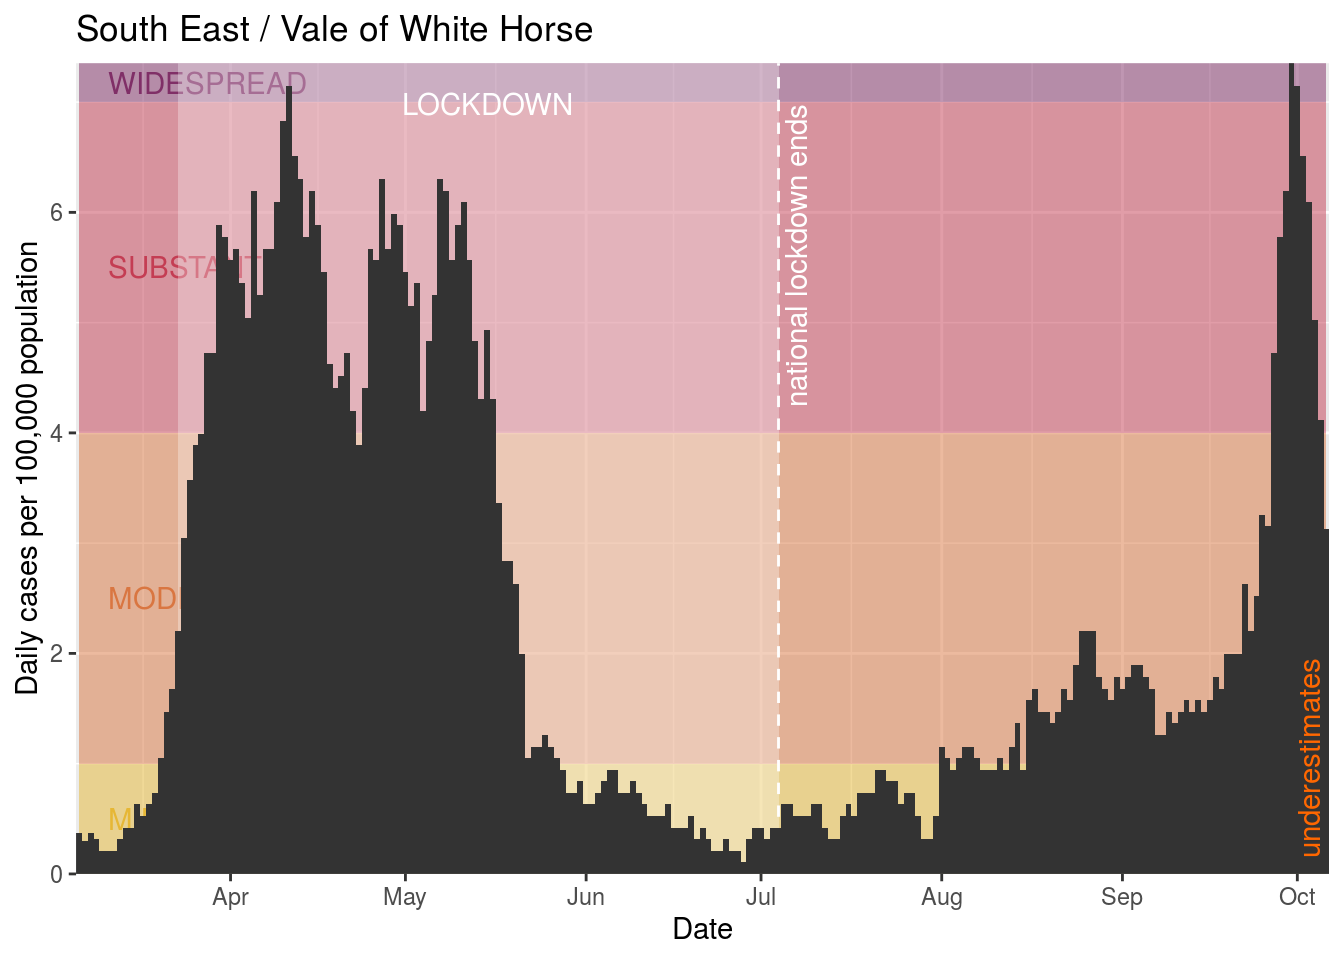 South East / Vale of White Horse
WIDESPREAD
LOCKDOWN
national lockdown ends
SUBSTANT
MOD
M
underestimates
Daily cases per 100,000 population
6
4
2
0
Apr
May
Jun
Jul
Aug
Sep
Oct
Date